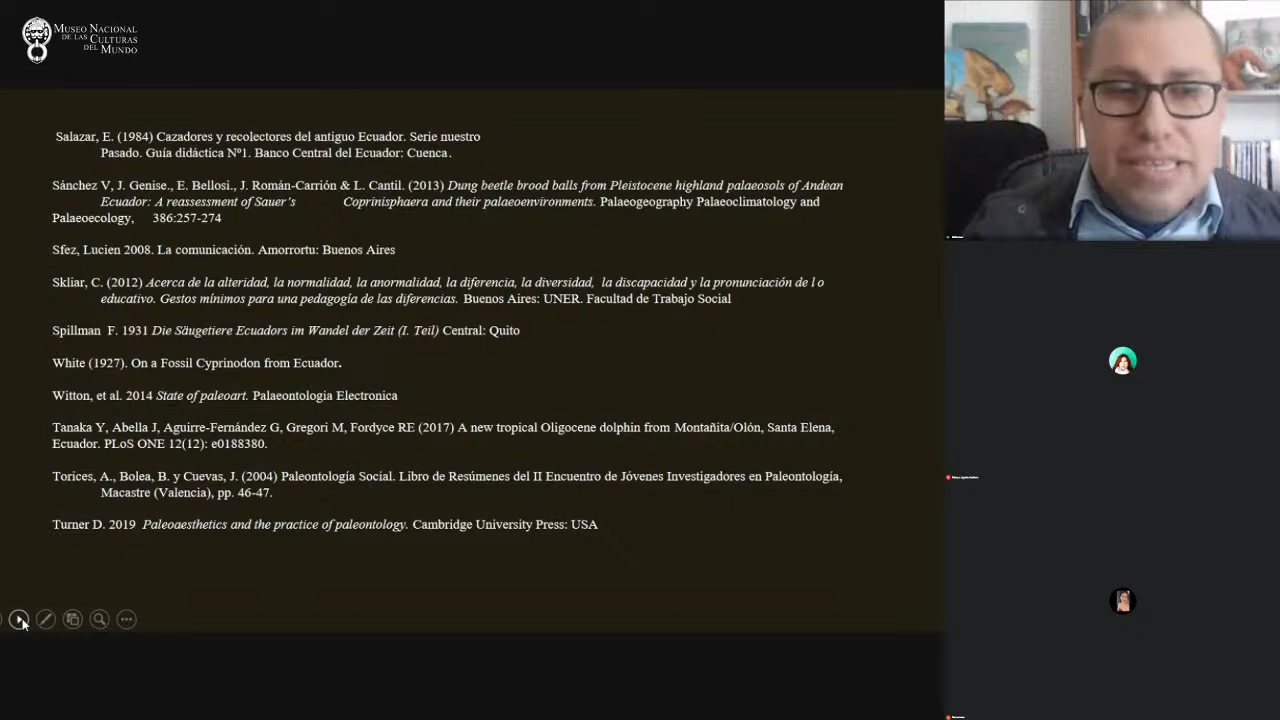 MUSEO NACIONAL
DE LAS CULTURAS
DEL MUNDO
Salazar, E. (1984) Cazadores y recolectores del antiguo Ecuador. Serie nuestro
Pasado. Guía didáctica Nº1. Banco Central del Ecuador: Cuenca.
Sánchez V, J. Genise., E. Bellosi., J. Román-Carrión & L. Cantil. (2013) Dung beetle brood balls from Pleistocene highland palaeosols of Andean
Ecuador: A reassessment of Sauer's Coprinisphaera and their palaeoenvironments. Palaeogeography Palaeoclimatology and
Palaeoecology, 386:257-274
Sfez, Lucien 2008. La comunicación. Amorrortu: Buenos Aires
Skliar, C. (2012) Acerca de la alteridad, la normalidad, la anormalidad, la diferencia, la diversidad, la discapacidad y la pronunciación de l o
educativo. Gestos mínimos para una pedagogía de las diferencias. Buenos Aires: UNER. Facultad de Trabajo Social
Spillman F. 1931 Die Säugetiere Ecuadors im Wandel der Zeit (I. Teil) Central: Quito
White (1927). On a Fossil Cyprinodon from Ecuador.
Witton, et al. 2014 State of paleoart. Palaeontologia Electronica
Tanaka Y, Abella J, Aguirre-Fernández G, Gregori M, Fordyce RE (2017) A new tropical Oligocene dolphin from Montañita/Olón, Santa Elena,
Ecuador. PLoS ONE 12(12): e0188380.
Torices, A., Bolea, B. y Cuevas, J. (2004) Paleontología Social. Libro de Resúmenes del II Encuentro de Jóvenes Investigadores en Paleontología,
Macastre (Valencia), pp. 46-47.
Turner D. 2019 Paleoaesthetics and the practice of paleontology. Cambridge University Press: USA